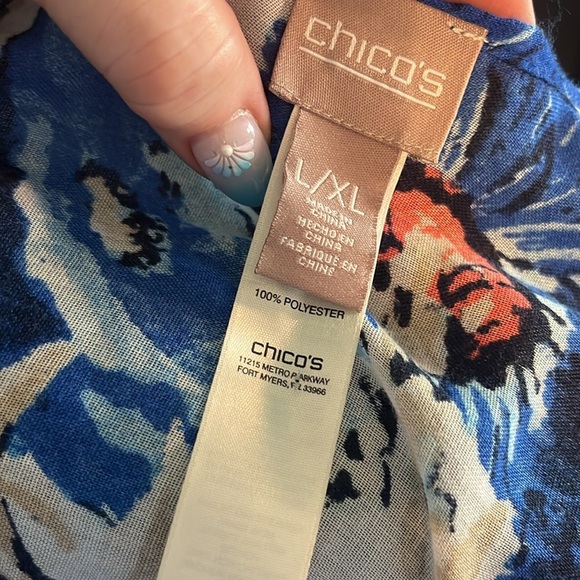 chico's
L/XL
MADE IN
CHINA
HECHO EN
CHINA
FABRIQUE EN
CHINE
100% POLYESTER
chico's
11215 METRO PARKWAY
FORT MYERS, FL 33966